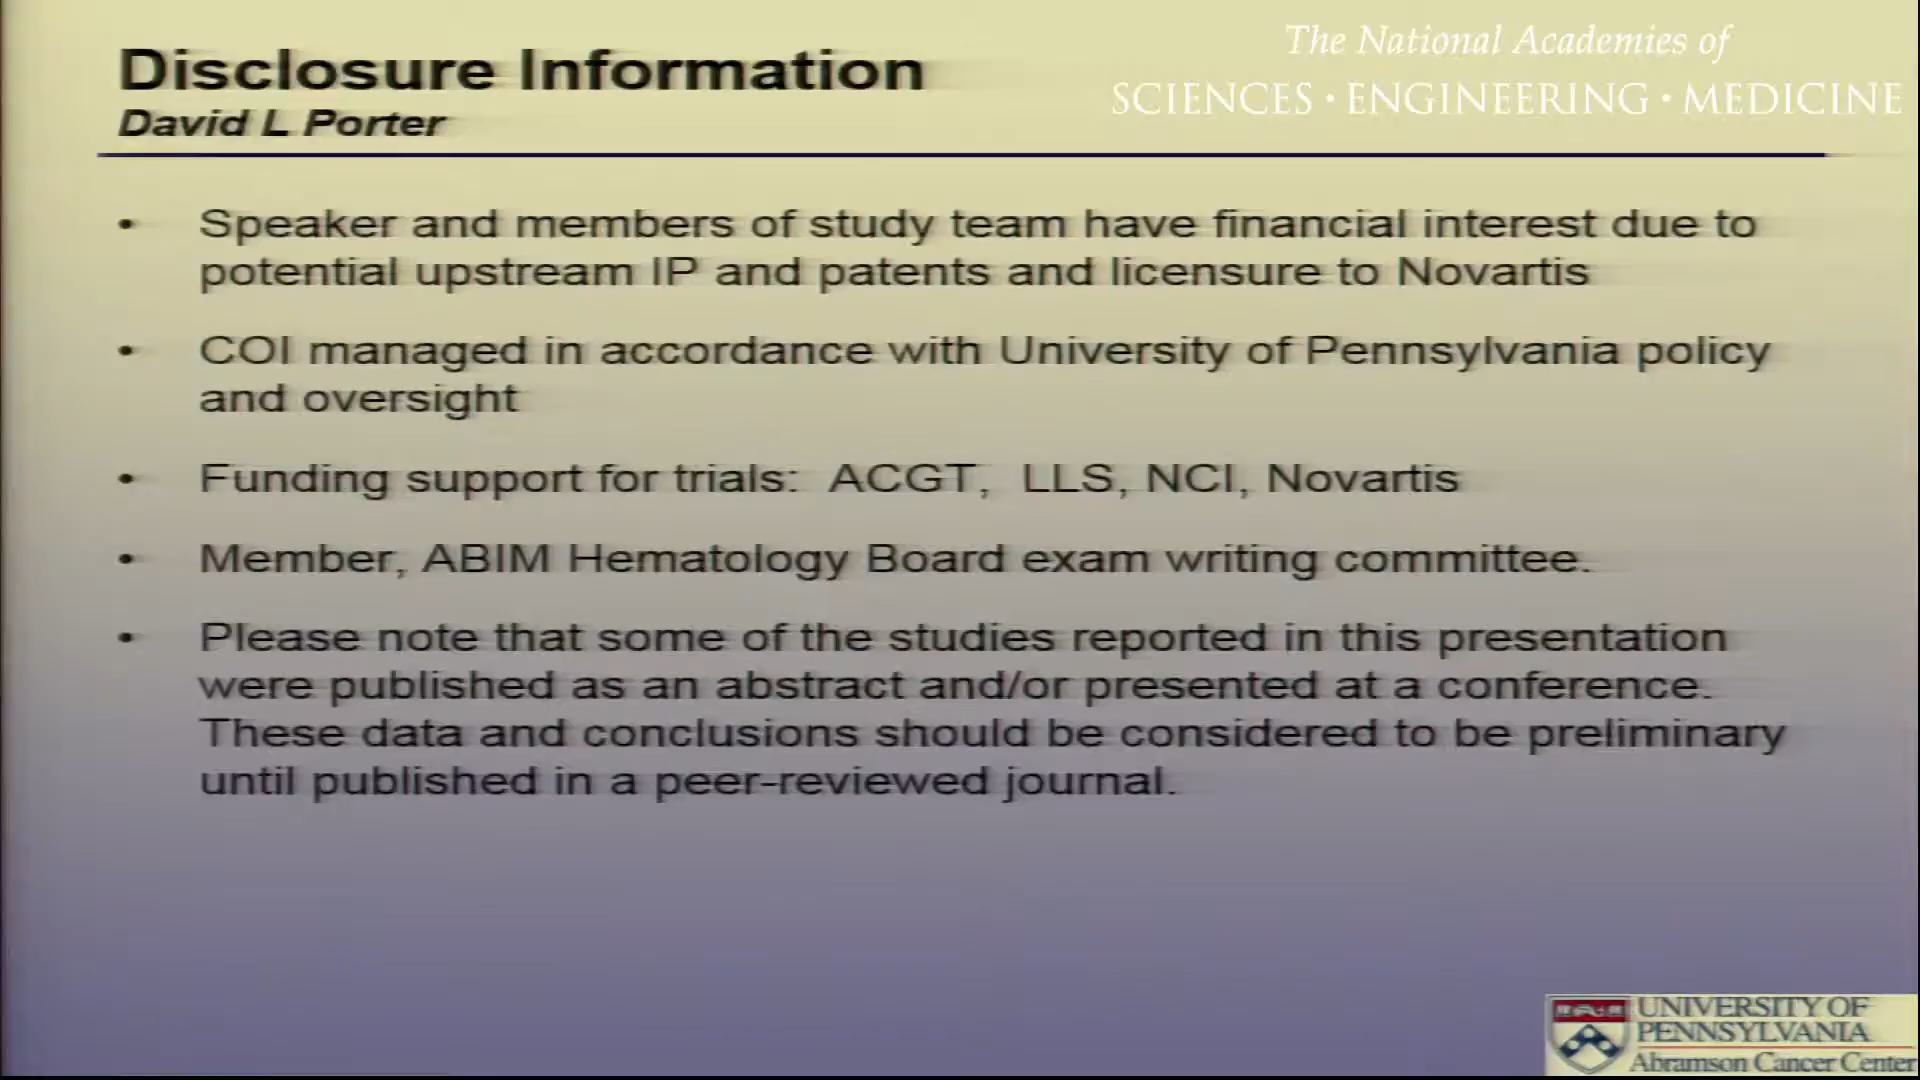 The National Academies of
SCIENCES • ENGINEERING • MEDICINE
Disclosure Information
David L Porter
• Speaker and members of study team have financial interest due to
potential upstream IP and patents and licensure to Novartis
• COI managed in accordance with University of Pennsylvania policy
and oversight
• Funding support for trials: ACGT, LLS, NCI, Novartis
• Member, ABIM Hematology Board exam writing committee.
• Please note that some of the studies reported in this presentation
were published as an abstract and/or presented at a conference.
These data and conclusions should be considered to be preliminary
until published in a peer-reviewed journal.
UNIVERSITY OF
PENNSYLVANIA
Abramson Cancer Center